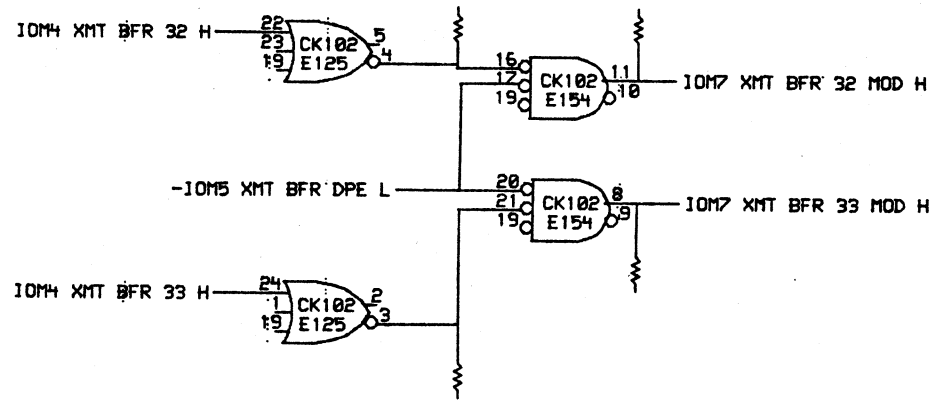 IOM4 XMT BFR 32 H
22
23
19
CK102
E125
5
4
16
17
19
CK102
E154
11
10
IOM7 XMT BFR 32 MOD H
-IOM5 XMT BFR DPE L
20
21
19
CK102
E154
8
9
IOM7 XMT BFR 33 MOD H
IOM4 XMT BFR 33 H
24
1
19
CK102
E125
2
3